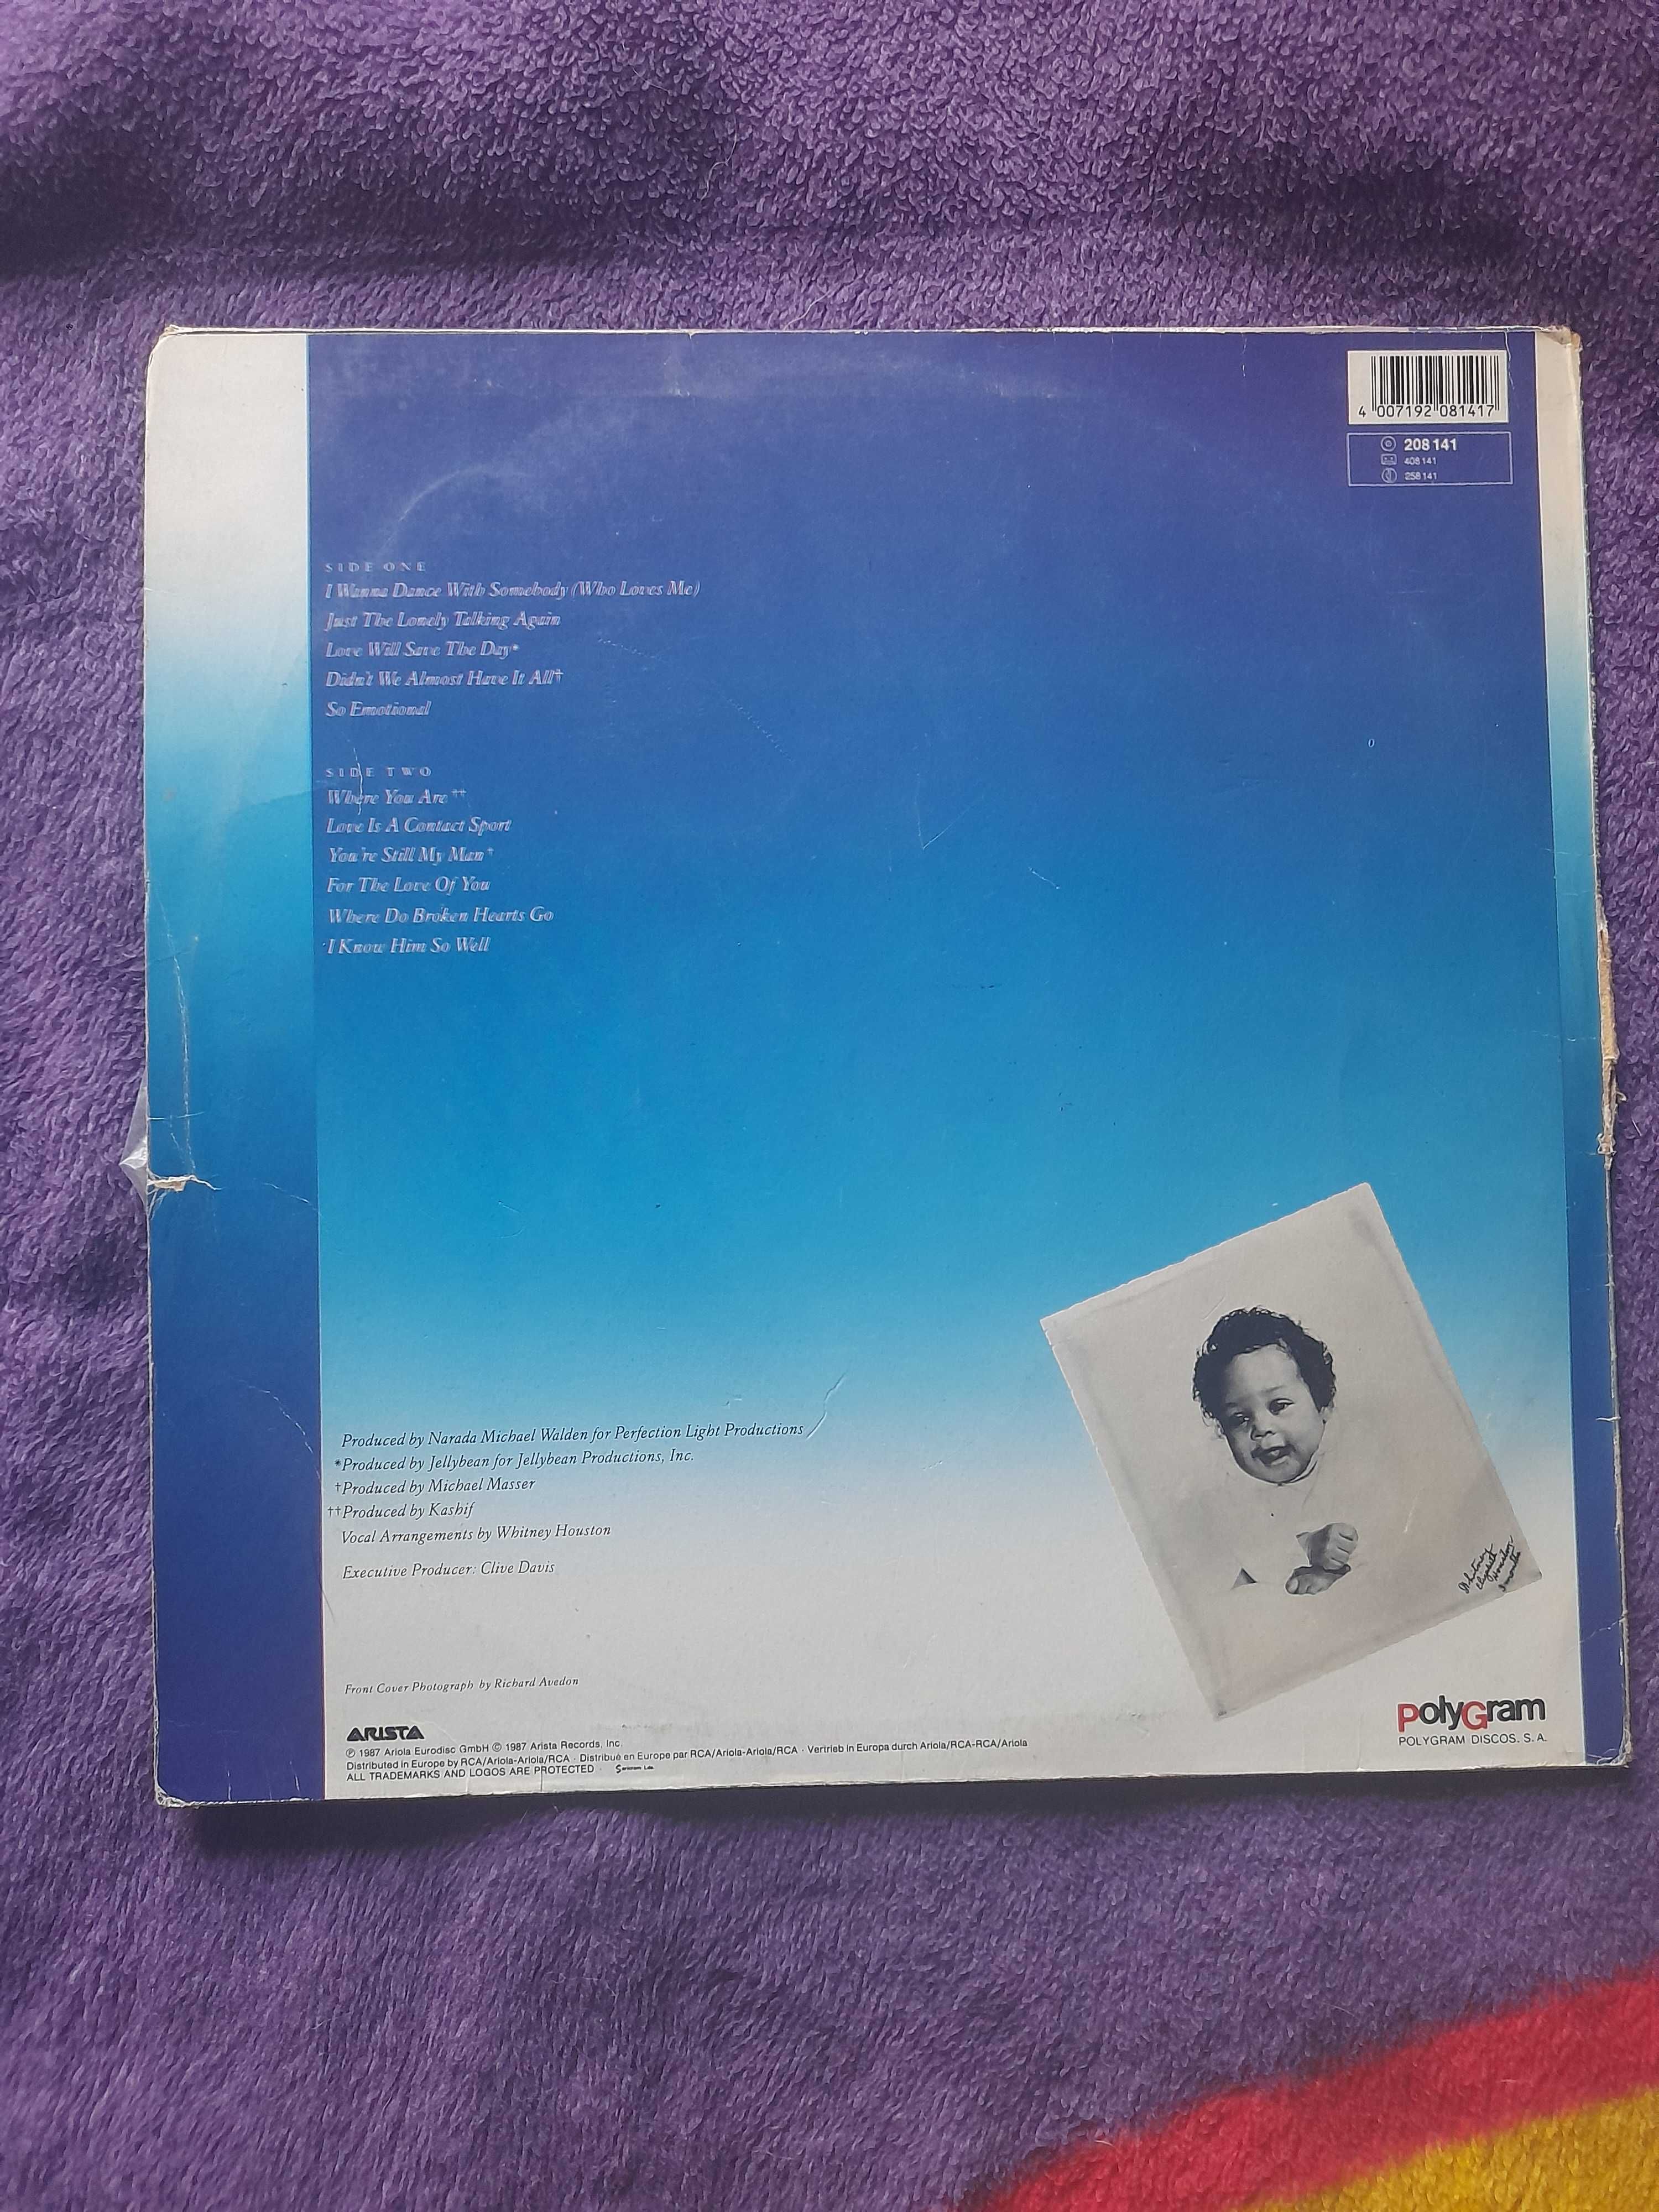 4 007192 081417
208 141
408 141
258 141
SIDE ONE
I Wanna Dance With Somebody (Who Loves Me)
Just The Lonely Talking Again
Love Will Save The Day*
Didn't We Almost Have It All†
So Emotional
SIDE TWO
Where You Are ††
Love Is A Contact Sport
You're Still My Man†
For The Love Of You
Where Do Broken Hearts Go
I Know Him So Well
Produced by Narada Michael Walden for Perfection Light Productions
*Produced by Jellybean for Jellybean Productions, Inc.
†Produced by Michael Masser
††Produced by Kashif
Vocal Arrangements by Whitney Houston
Executive Producer: Clive Davis
Whitney
Elizabeth
Houston
Front Cover Photograph by Richard Avedon
ARISTA
PolyGram
POLYGRAM DISCOS. S.A.
℗ 1987 Ariola Eurodisc GmbH © 1987 Arista Records, Inc.
Distributed in Europe by RCA/Ariola-Ariola/RCA · Distribué en Europe par RCA/Ariola-Ariola/RCA · Vertrieb in Europa durch Ariola/RCA-RCA/Ariola
ALL TRADEMARKS AND LOGOS ARE PROTECTED